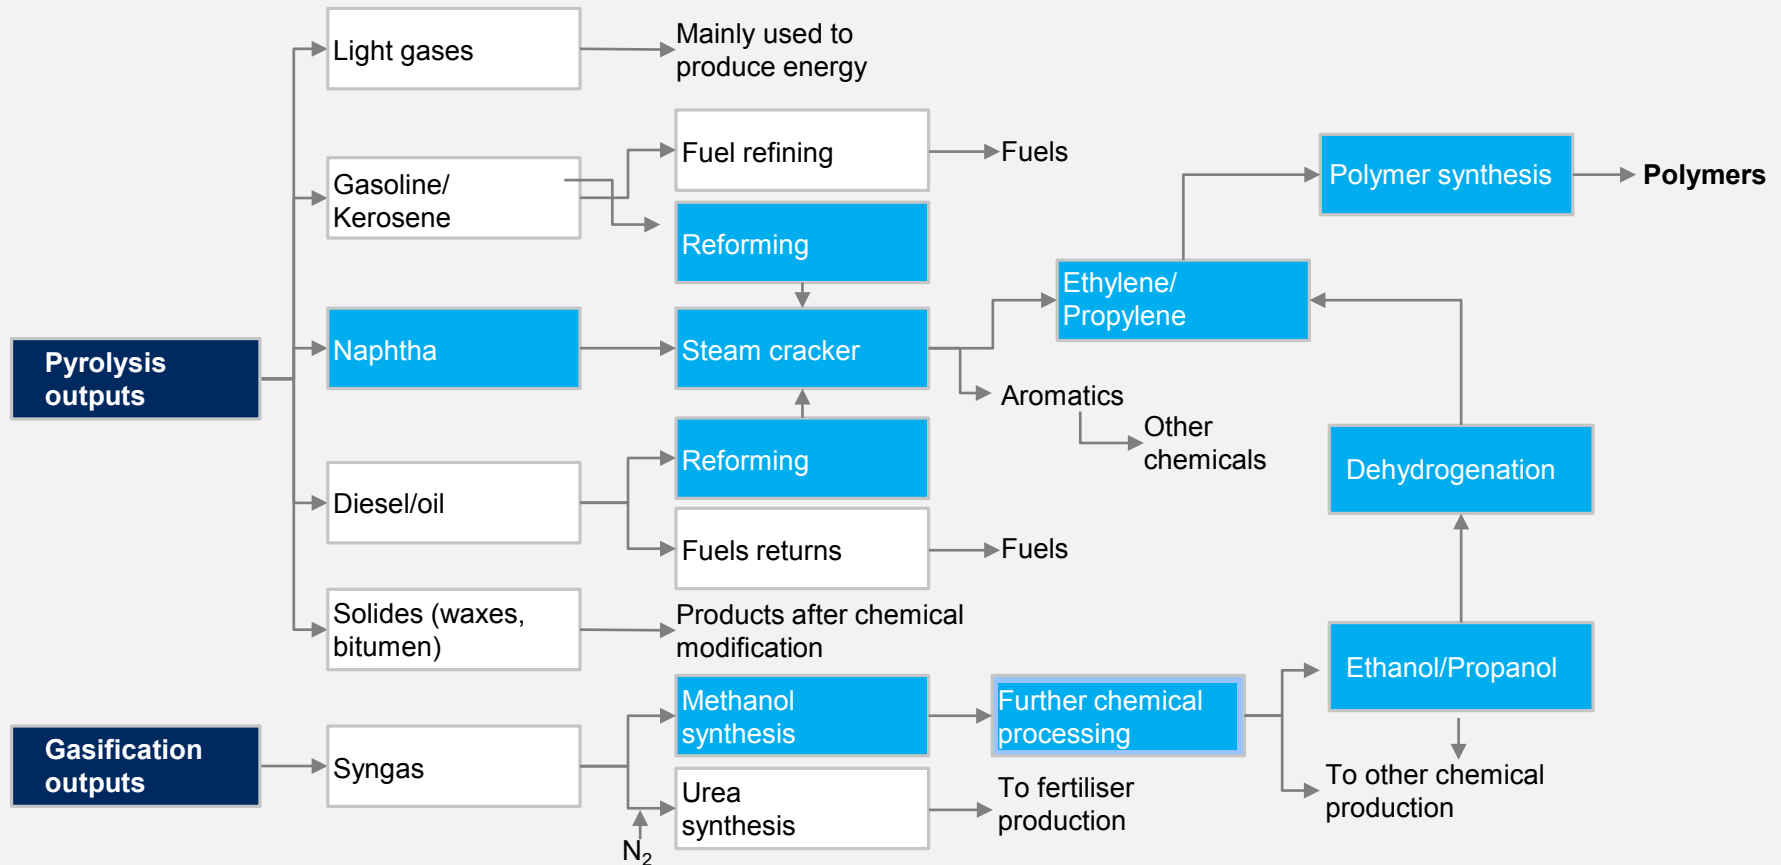 Light gases
Mainly used to
produce energy
Fuel refining
Fuels
Polymer synthesis
Polymers
Gasoline/
Kerosene
Reforming
Ethylene/
Propylene
Pyrolysis
outputs
Naphtha
Steam cracker
Aromatics
Other
chemicals
Reforming
Dehydrogenation
Diesel/oil
Fuels returns
Fuels
Solides (waxes,
bitumen)
Products after chemical
modification
Ethanol/Propanol
Methanol
synthesis
Further chemical
processing
Gasification
outputs
Syngas
To other chemical
production
Urea
synthesis
To fertiliser
production
N₂